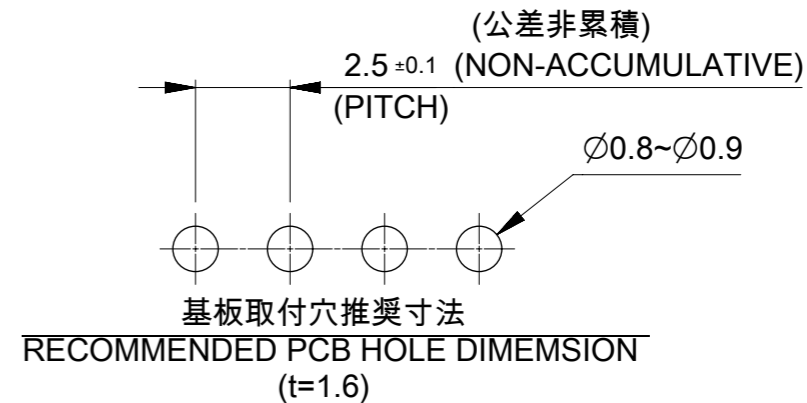 (公差非累積)
2.5 ±0.1 (NON-ACCUMULATIVE)
(PITCH)
∅0.8~∅0.9
基板取付穴推奨寸法
RECOMMENDED PCB HOLE DIMEMSION
(t=1.6)